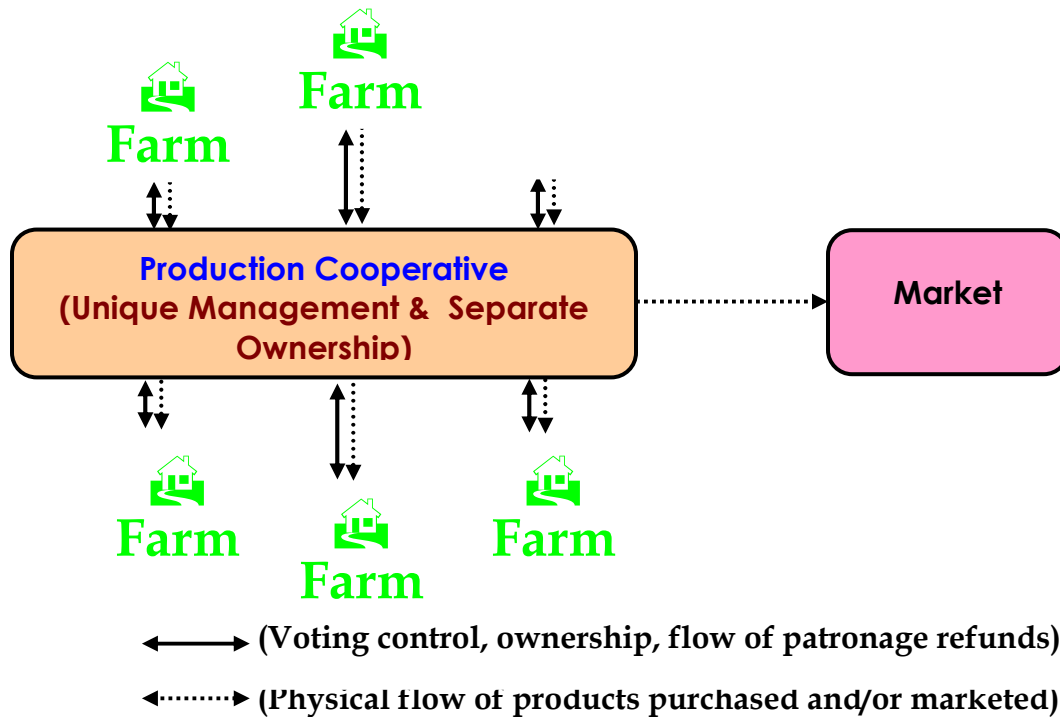 Farm
Farm
Production Cooperative
(Unique Management & Separate
Ownership)
Market
Farm
Farm
Farm
(Voting control, ownership, flow of patronage refunds)
(Physical flow of products purchased and/or marketed)